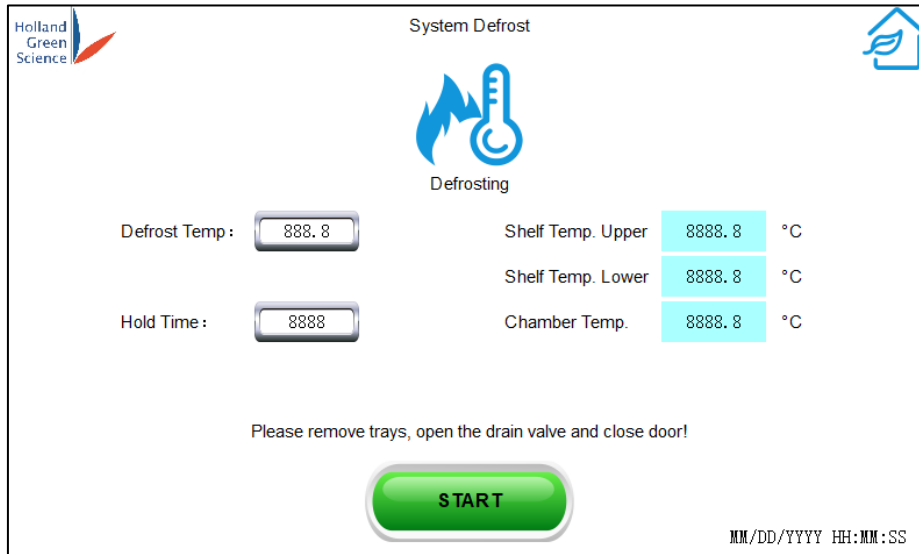 Holland
Green
Science
System Defrost
Defrosting
Defrost Temp: 888.8 Shelf Temp. Upper 8888.8 °C
Shelf Temp. Lower 8888.8 °C
Hold Time: 8888 Chamber Temp. 8888.8 °C
Please remove trays, open the drain valve and close door!
START
MM/DD/YYYY HH:MM:SS